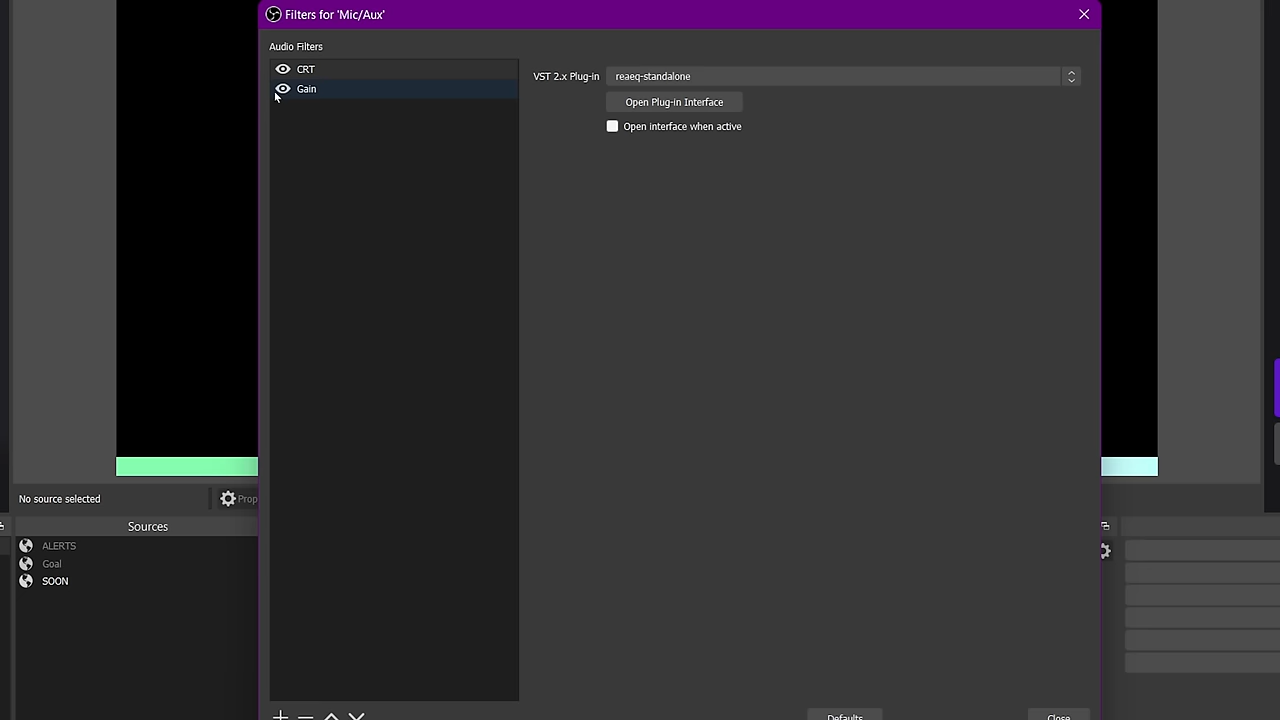 Filters for 'Mic/Aux'
Audio Filters
CRT
Gain
VST 2.x Plug-in
reaeq-standalone
Open Plug-in Interface
Open interface when active
No source selected
Sources
ALERTS
Goal
SOON
Defaults
Close